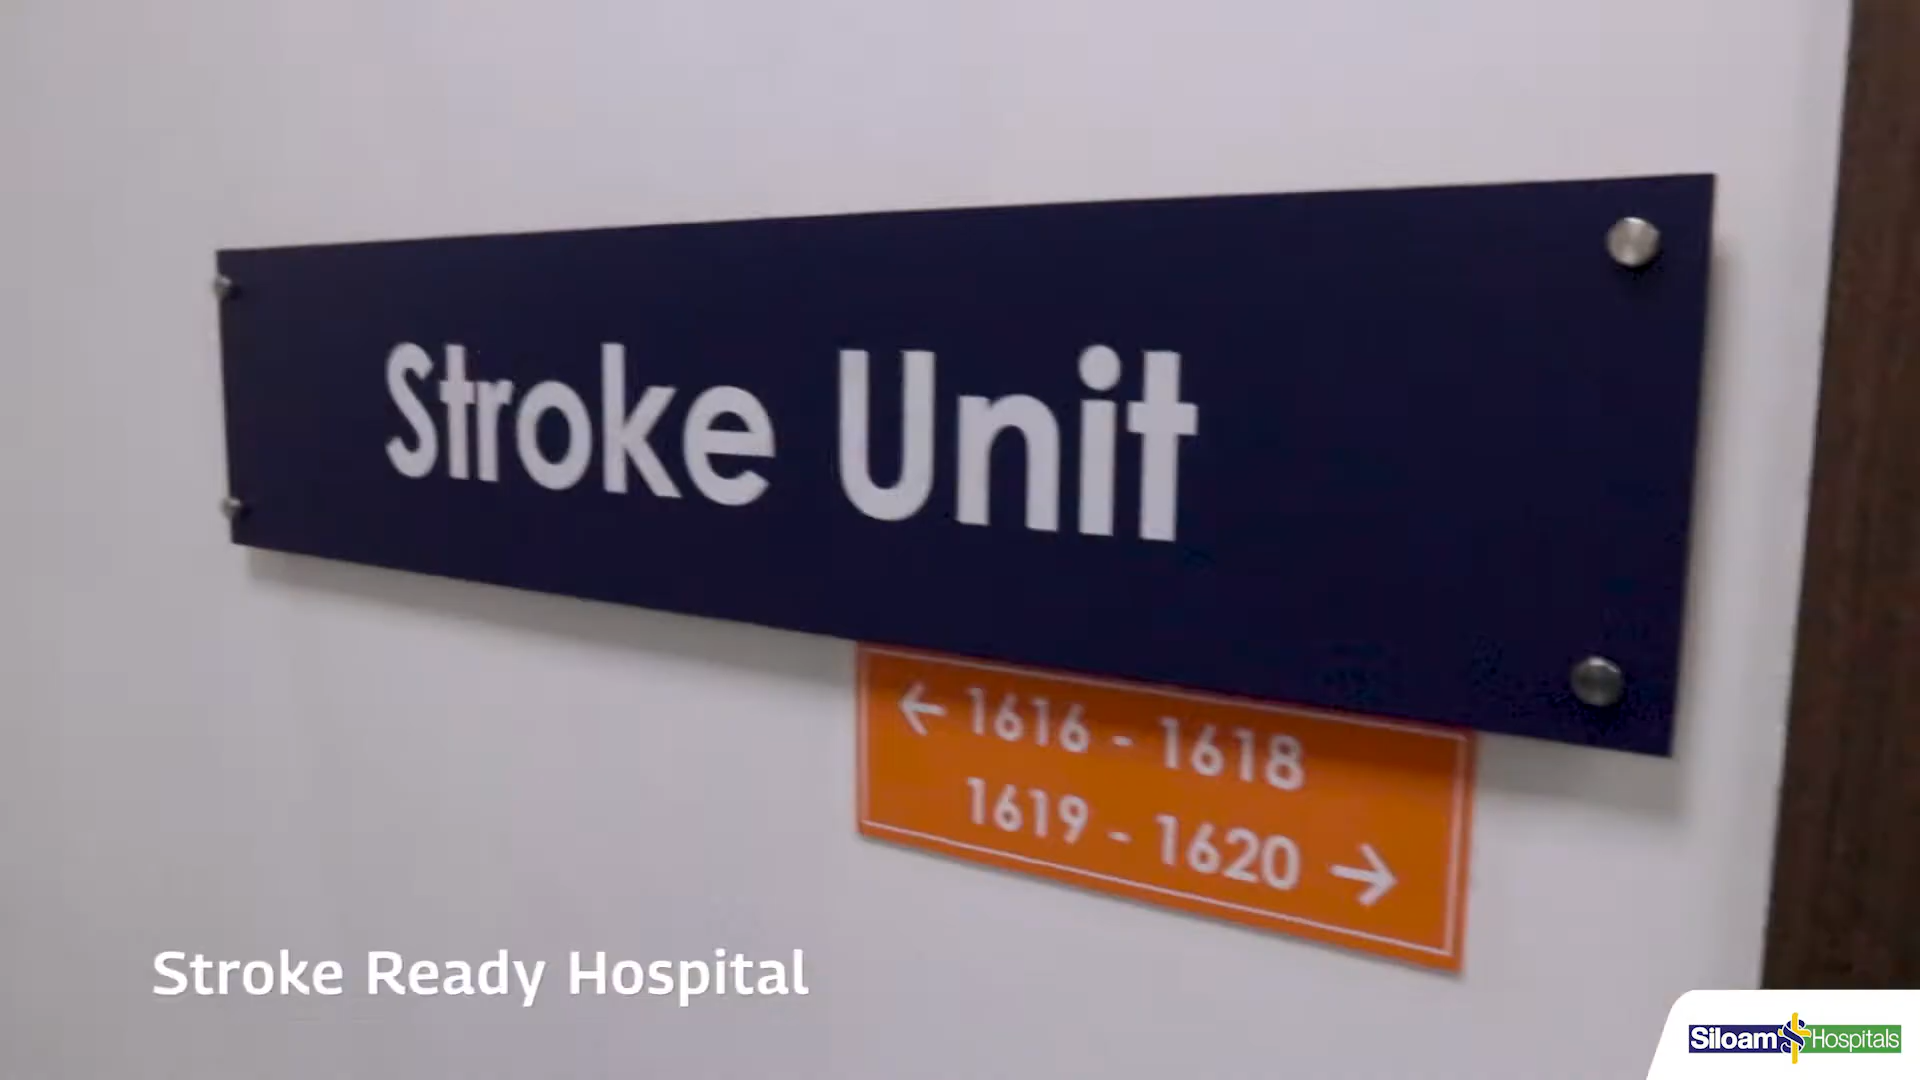 Stroke Unit
← 1616 - 1618
1619 - 1620 →
Stroke Ready Hospital
Siloam Hospitals